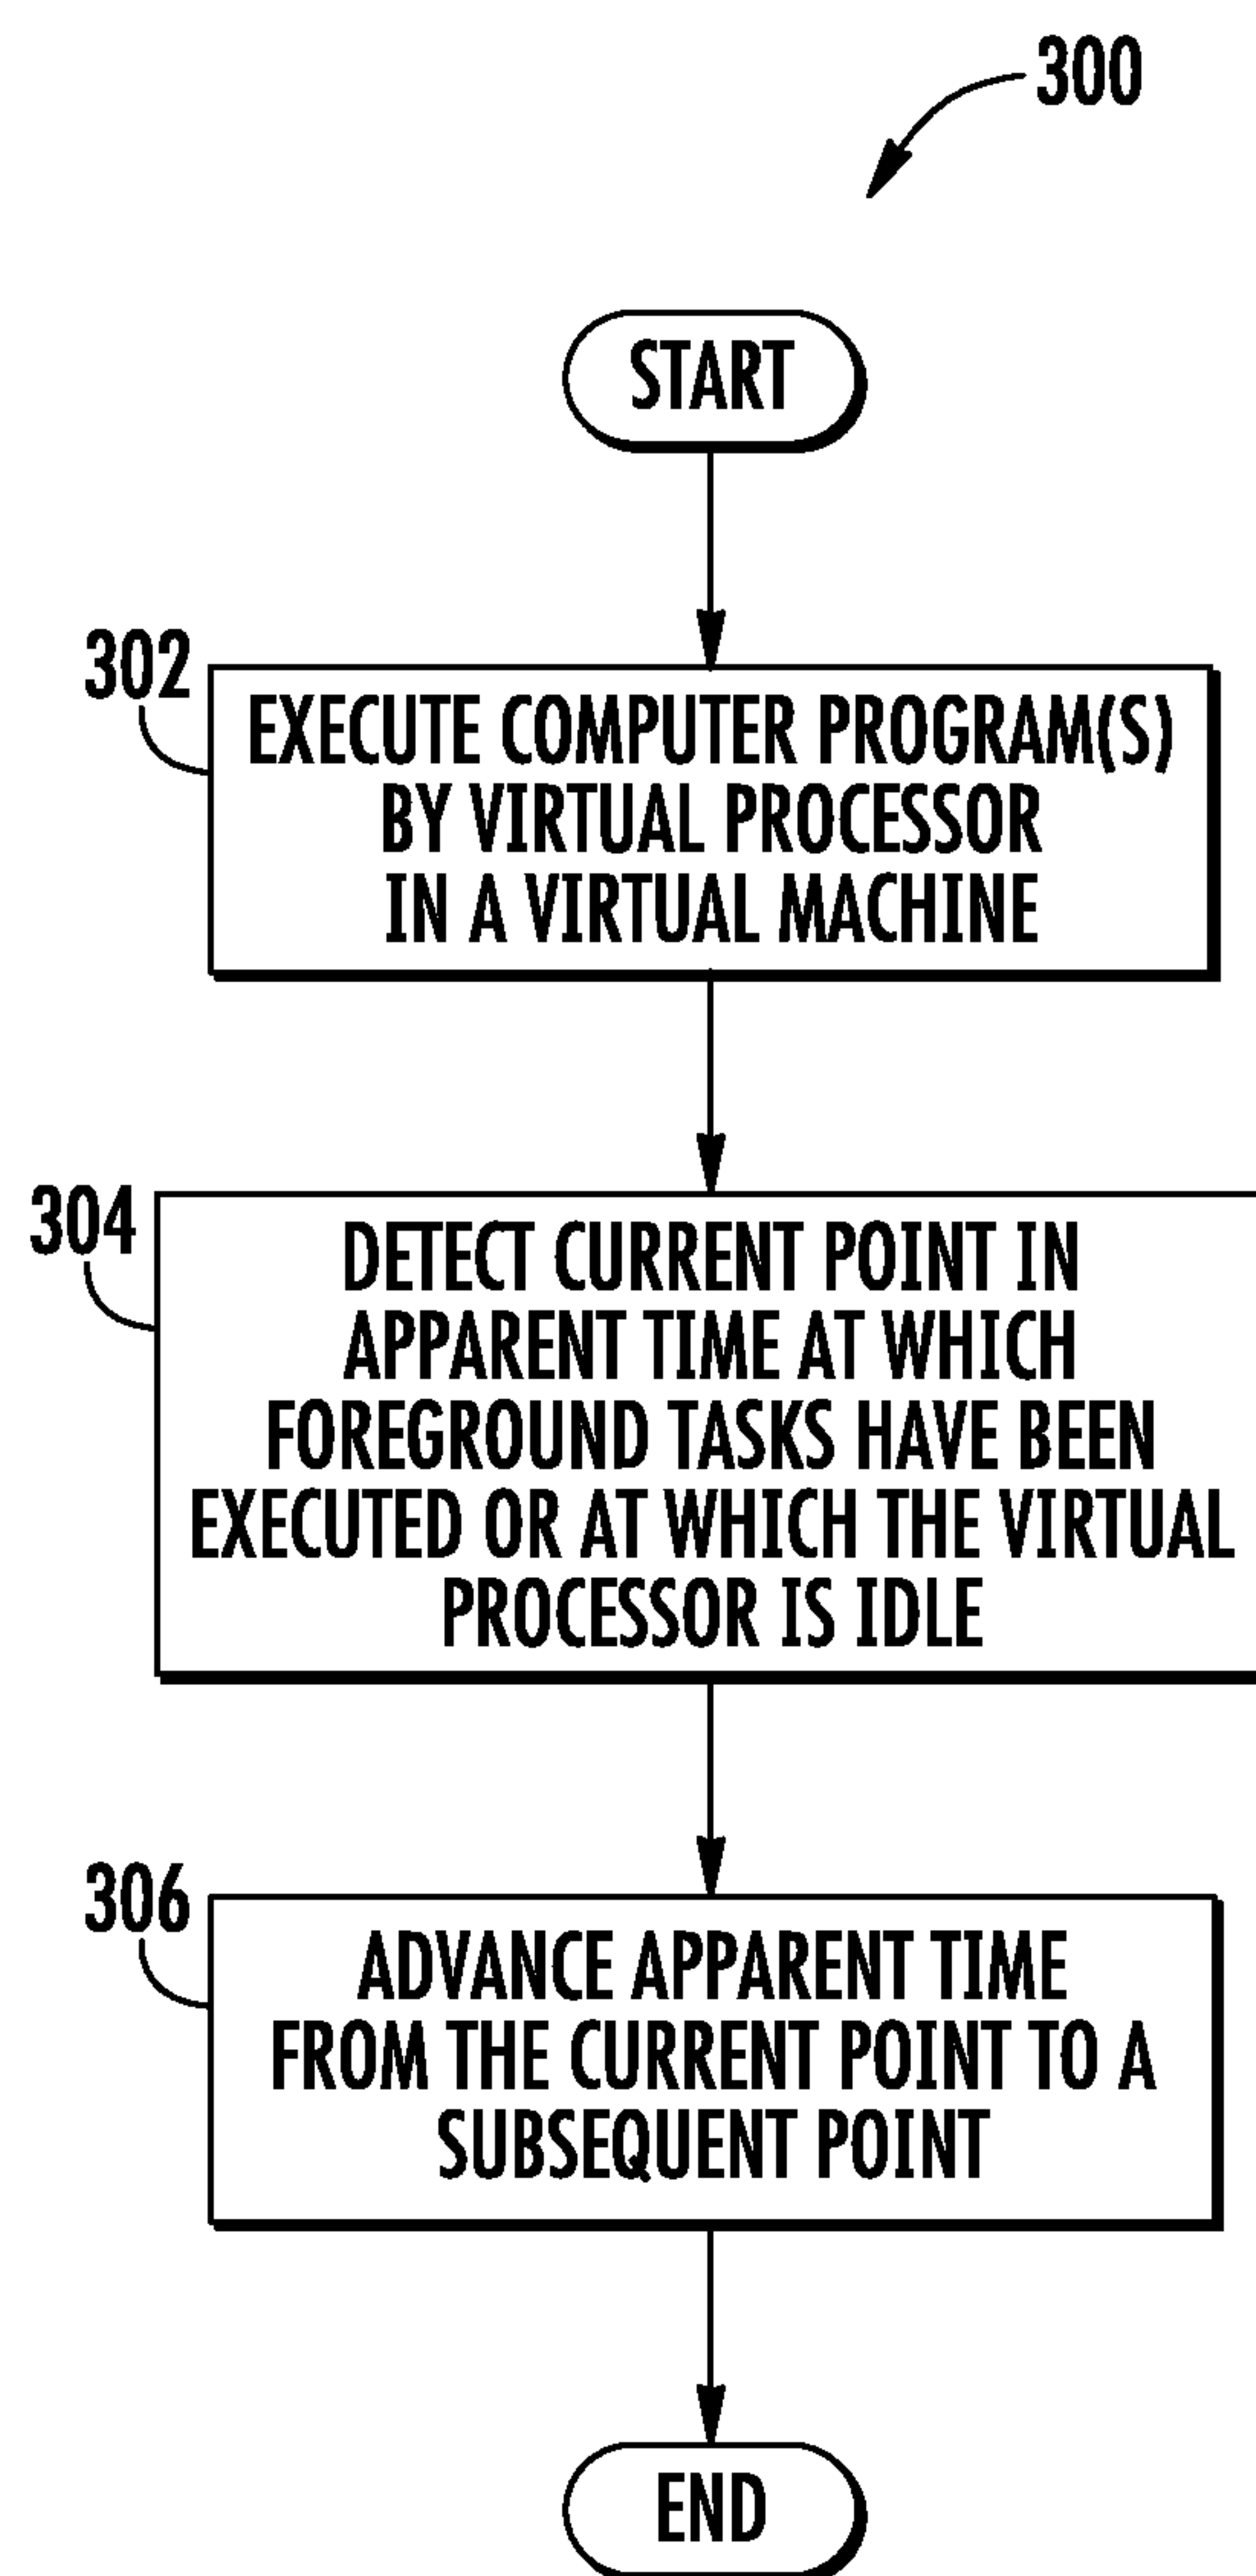 300
START
302
EXECUTE COMPUTER PROGRAM(S)
BY VIRTUAL PROCESSOR
IN A VIRTUAL MACHINE
304
DETECT CURRENT POINT IN
APPARENT TIME AT WHICH
FOREGROUND TASKS HAVE BEEN
EXECUTED OR AT WHICH THE VIRTUAL
PROCESSOR IS IDLE
306
ADVANCE APPARENT TIME
FROM THE CURRENT POINT TO A
SUBSEQUENT POINT
END